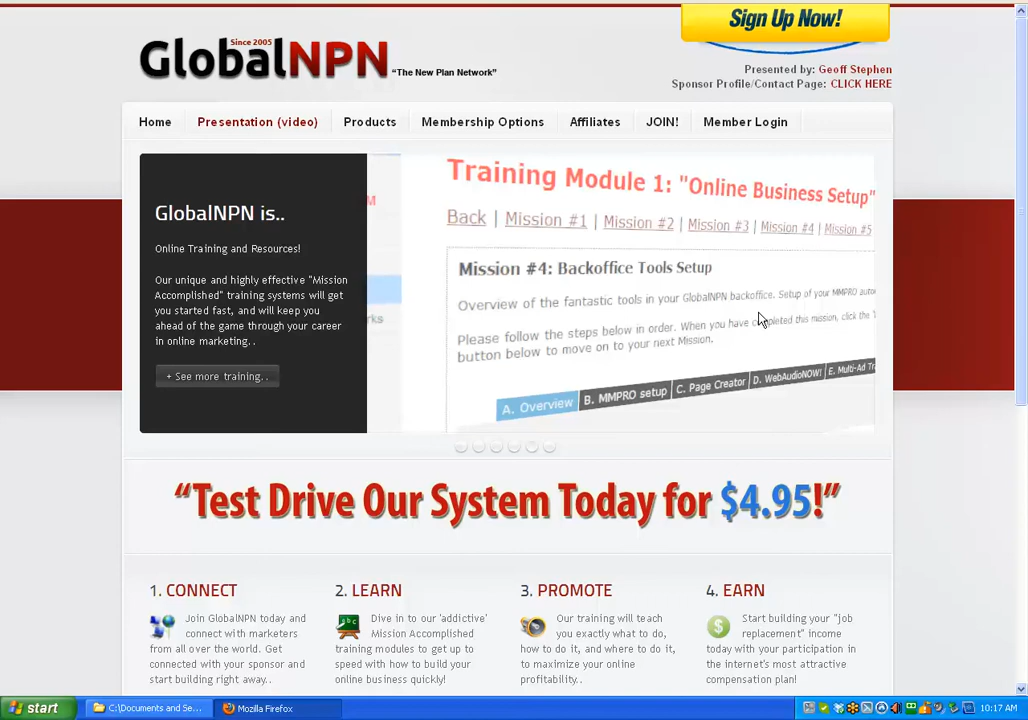 Sign Up Now!
Since 2005
GlobalNPN "The New Plan Network"
Presented by: Geoff Stephen
Sponsor Profile/Contact Page: CLICK HERE
Home Presentation (video) Products Membership Options Affiliates JOIN! Member Login
GlobalNPN is..
Online Training and Resources!
Our unique and highly effective "Mission
Accomplished" training systems will get
you started fast, and will keep you
ahead of the game through your career
in online marketing..
+ See more training..
Training Module 1: "Online Business Setup"
Back | Mission #1 | Mission #2 | Mission #3 | Mission #4 | Mission #5
Mission #4: Backoffice Tools Setup
Overview of the fantastic tools in your GlobalNPN backoffice. Setup of your MMPRO
Please follow the steps below in order. When you have completed this mission, click the
button below to move on to your next Mission.
A. Overview B. MMPRO setup C. Page Creator D. WebAudioNOW! E. Multi-Ad
"Test Drive Our System Today for $4.95!"
1. CONNECT
Join GlobalNPN today and
connect with marketers
from all over the world. Get
connected with your sponsor and
start building right away..
2. LEARN
Dive in to our 'addictive'
Mission Accomplished
training modules to get up to
speed with how to build your
online business quickly!
3. PROMOTE
Our training will teach
you exactly what to do,
how to do it, and where to do it,
to maximize your online
profitability..
4. EARN
Start building your "job
replacement" income
today with your participation in
the internet's most attractive
compensation plan!
start C:\Documents and Se... Mozilla Firefox 10:17 AM